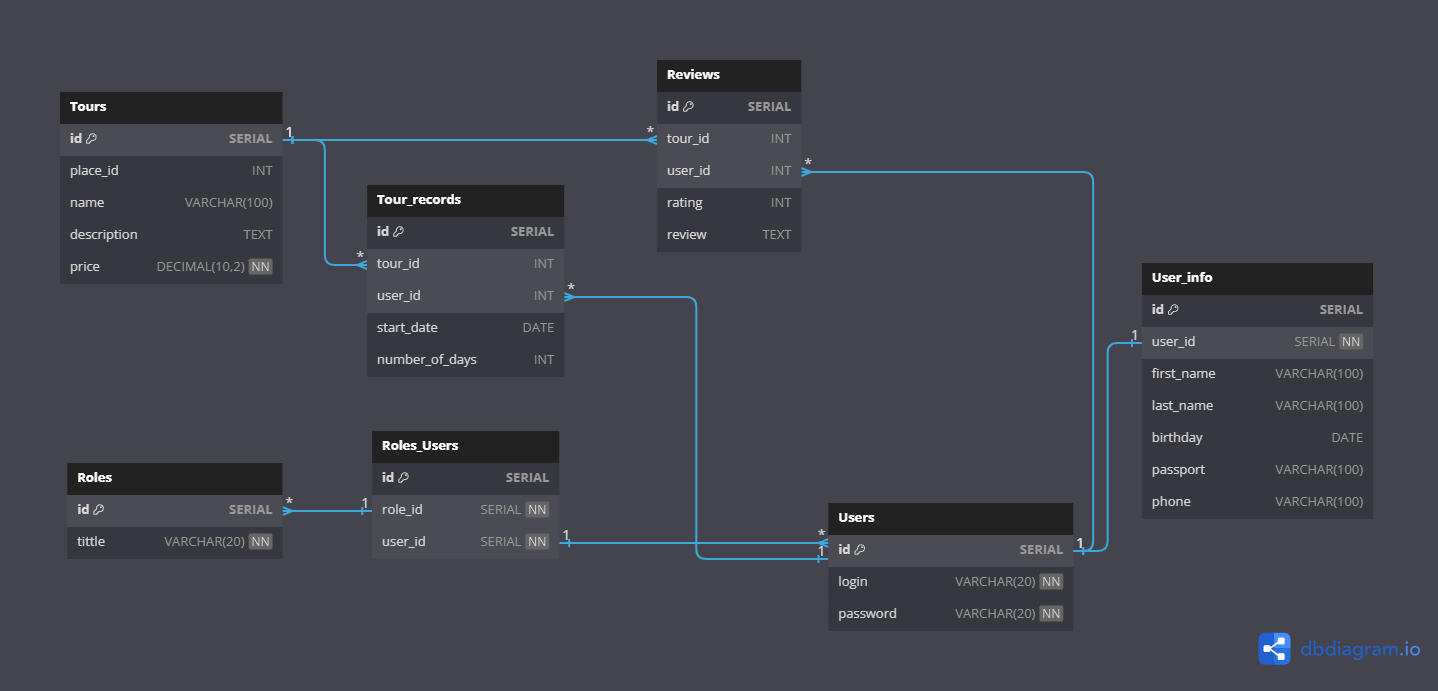 Tours
id SERIAL
place_id INT
name VARCHAR(100)
description TEXT
price DECIMAL(10,2) NN
1
*
Reviews
id SERIAL
tour_id INT
user_id INT
rating INT
review TEXT
*
*
Tour_records
id SERIAL
tour_id INT
user_id INT
start_date DATE
number_of_days INT
*
User_info
id SERIAL
user_id SERIAL NN
first_name VARCHAR(100)
last_name VARCHAR(100)
birthday DATE
passport VARCHAR(100)
phone VARCHAR(100)
1
Roles
id SERIAL
tittle VARCHAR(20) NN
*
1
Roles_Users
id SERIAL
role_id SERIAL NN
user_id SERIAL NN
1
*
1
Users
id SERIAL
login VARCHAR(20) NN
password VARCHAR(20) NN
1
dbdiagram.io